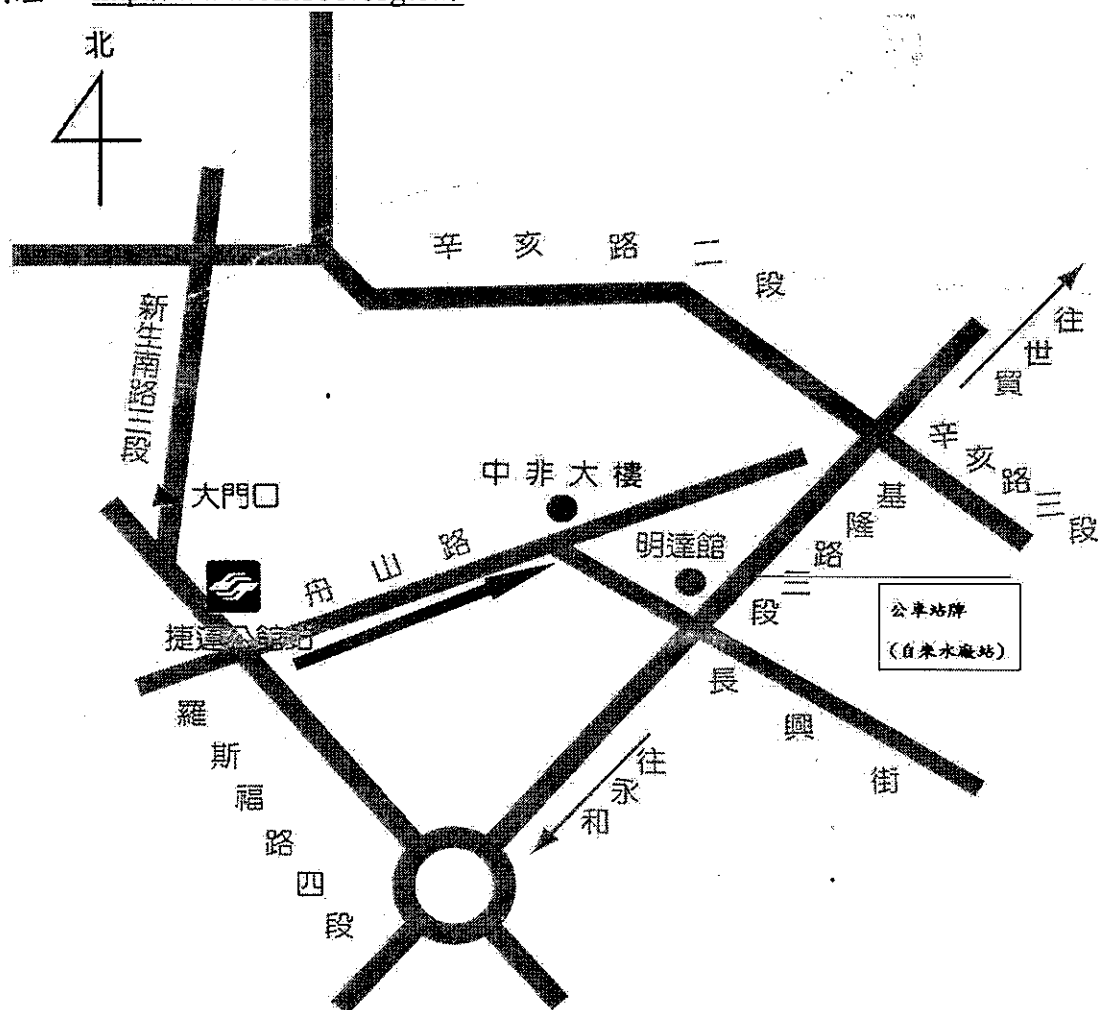 北
辛亥路二段
新生南路三段
往世貿
大門口
中非大樓
辛亥路三段
基隆路三段
舟山路
明達館
捷運公館站
公車站牌
(自來水廠站)
長興街
羅斯福路四段
往永和